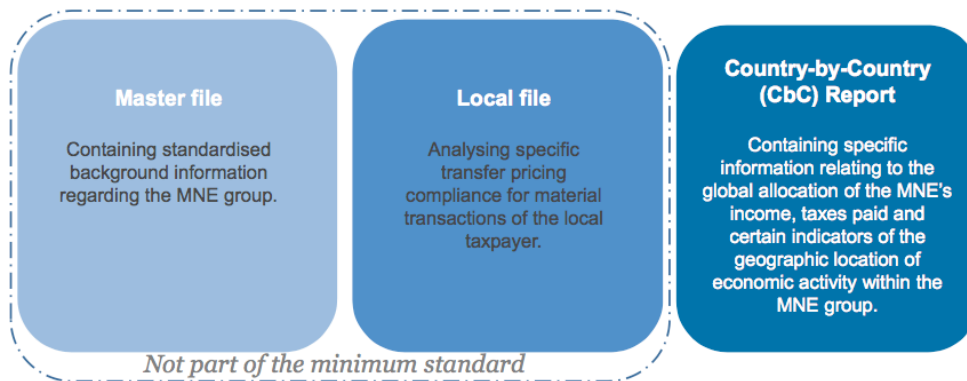 Master file
Containing standardised
background information
regarding the MNE group.
Local file
Analysing specific
transfer pricing
compliance for material
transactions of the local
taxpayer.
Country-by-Country
(CbC) Report
Containing specific
information relating to the
global allocation of the MNE's
income, taxes paid and
certain indicators of the
geographic location of
economic activity within the
MNE group.
Not part of the minimum standard